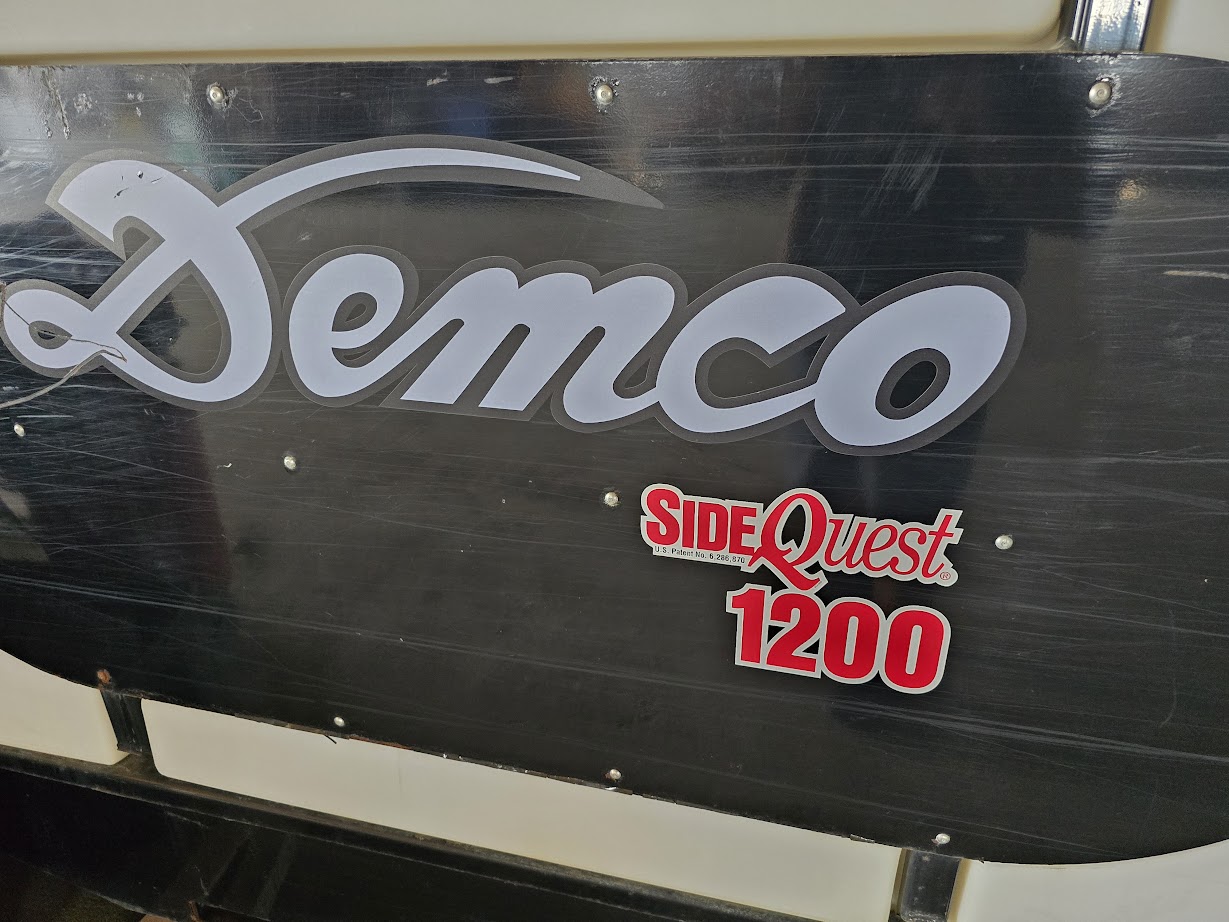 Demco
SIDEQuest®
U.S. Patent No. 6,286,870
1200